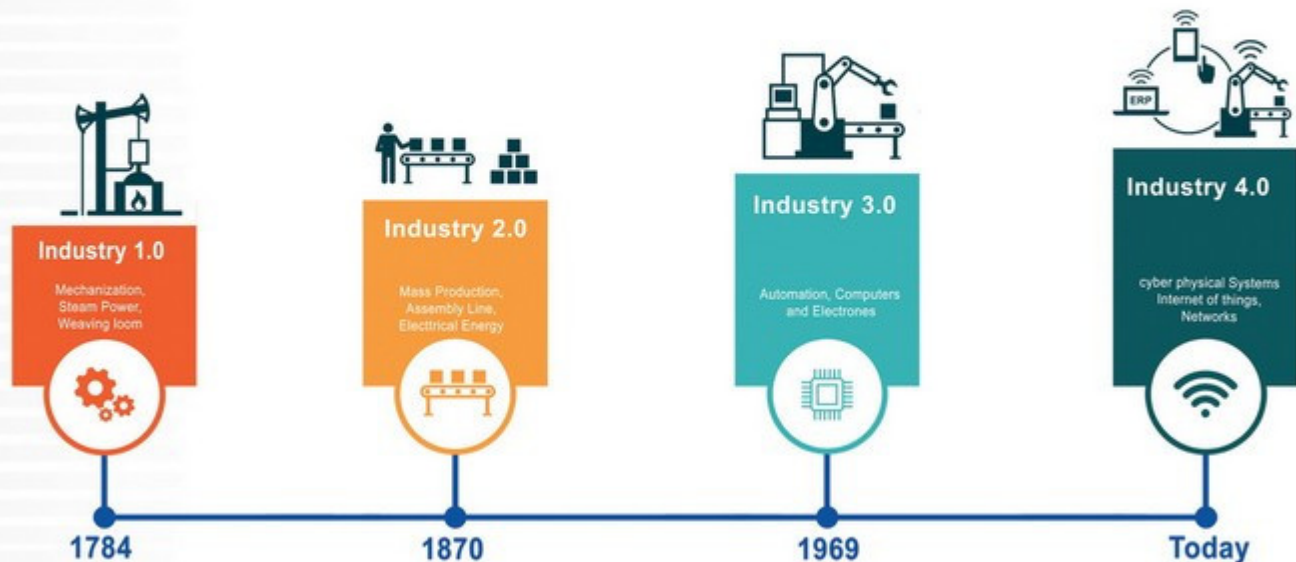 ERP
Industry 1.0
Mechanization,
Steam Power,
Weaving loom
Industry 2.0
Mass Production,
Assembly Line,
Electtrical Energy
Industry 3.0
Automation, Computers
and Electrones
Industry 4.0
cyber physical Systems
Internet of things,
Networks
1784
1870
1969
Today